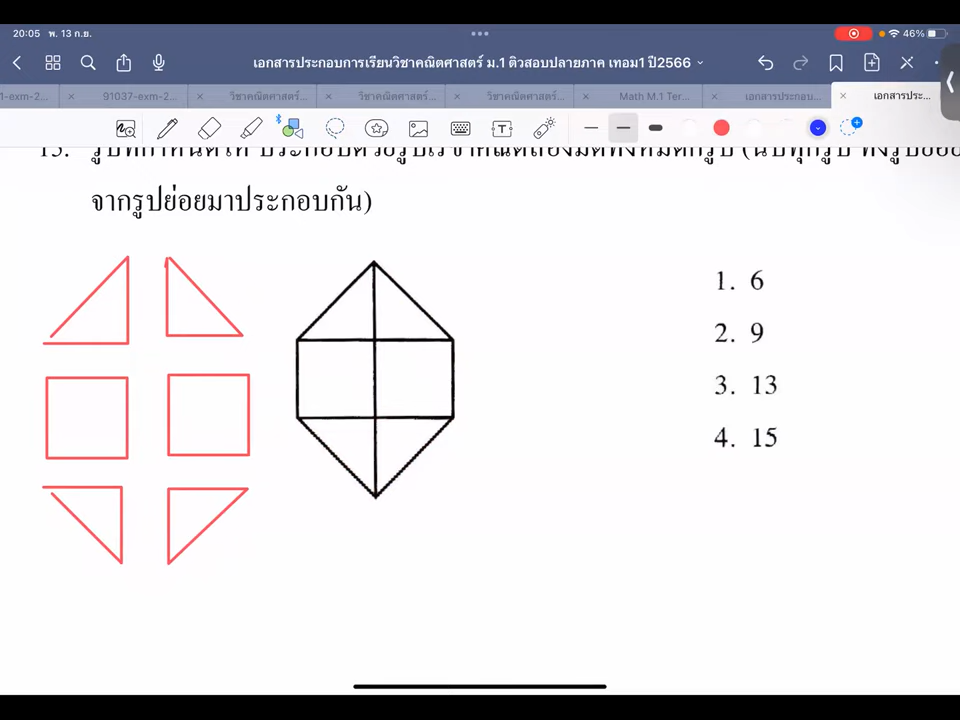 20:05 พ. 13 ก.ย.
46%
เอกสารประกอบการเรียนวิชาคณิตศาสตร์ ม.1 ติวสอบปลายภาค เทอม1 ปี2566
1-exm-2...
91037-exm-2...
วิชาคณิตศาสตร์...
วิชาคณิตศาสตร์...
วิชาคณิตศาสตร์...
Math M.1 Ter...
เอกสารประกอบ...
เอกสารประ...
จากรูปย่อยมาประกอบกัน)
1. 6
2. 9
3. 13
4. 15